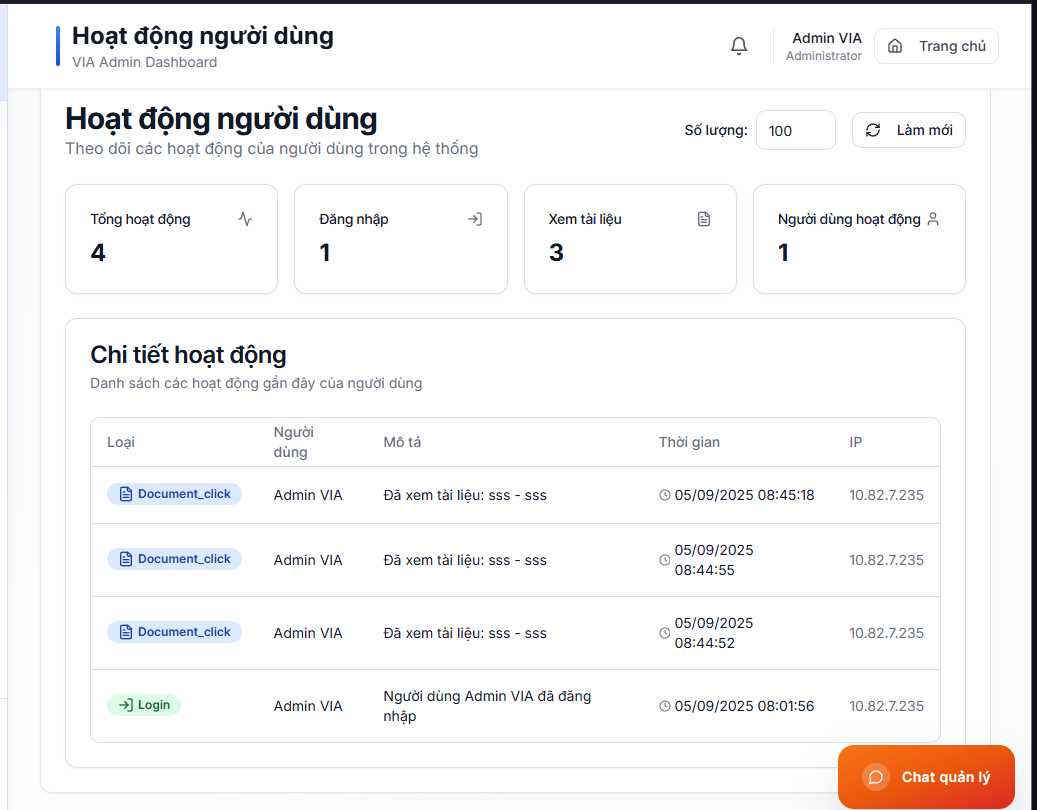 Hoạt động người dùng
VIA Admin Dashboard
Admin VIA
Administrator
Trang chủ
Hoạt động người dùng
Theo dõi các hoạt động của người dùng trong hệ thống
Số lượng: 100
Làm mới
Tổng hoạt động
4
Đăng nhập
1
Xem tài liệu
3
Người dùng hoạt động
1
Chi tiết hoạt động
Danh sách các hoạt động gần đây của người dùng
Loại Người dùng Mô tả Thời gian IP
Document_click Admin VIA Đã xem tài liệu: sss - sss 05/09/2025 08:45:18 10.82.7.235
Document_click Admin VIA Đã xem tài liệu: sss - sss 05/09/2025 08:44:55 10.82.7.235
Document_click Admin VIA Đã xem tài liệu: sss - sss 05/09/2025 08:44:52 10.82.7.235
Login Admin VIA Người dùng Admin VIA đã đăng nhập 05/09/2025 08:01:56 10.82.7.235
Chat quản lý